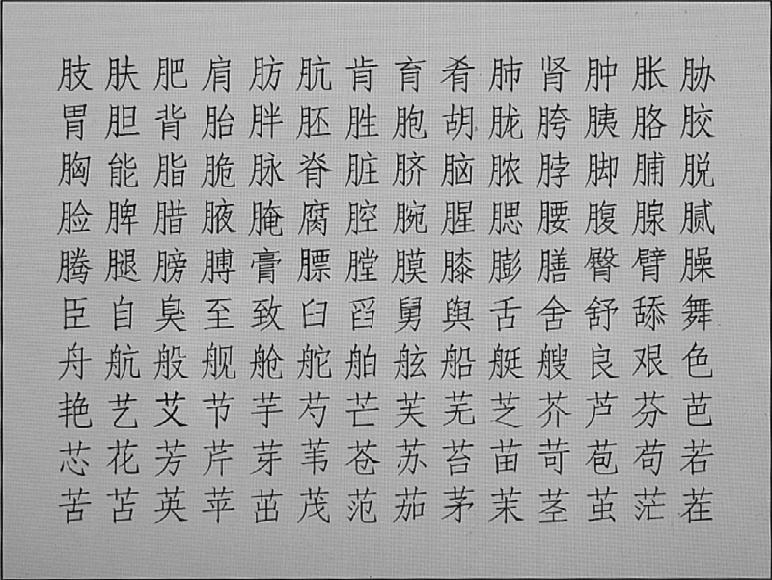 肢肤肥肩肪肮肯育肴肺肾肿胀胁
胃胆背胎胖胚胜胞胡胧胯胰胳胶
胸能脂脆脉脊脏脐脑脓脖脚脯脱
脸脾腊腋腌腐腔腕腥腮腰腹腺腻
腾腿膀膊膏膘膛膜膝膨膳臀臂臊
臣自臭至致臼舀舅舆舌舍舒舔舞
舟航般舰舱舵舶舷船艇艘良艰色
艳艺艾节芋芍芒芙芜芝芥芦芬芭
芯花芳芹芽苇苍苏苔苗苛苞苟若
苦苫英苹茁茂范茄茅茉茎茧茫茬